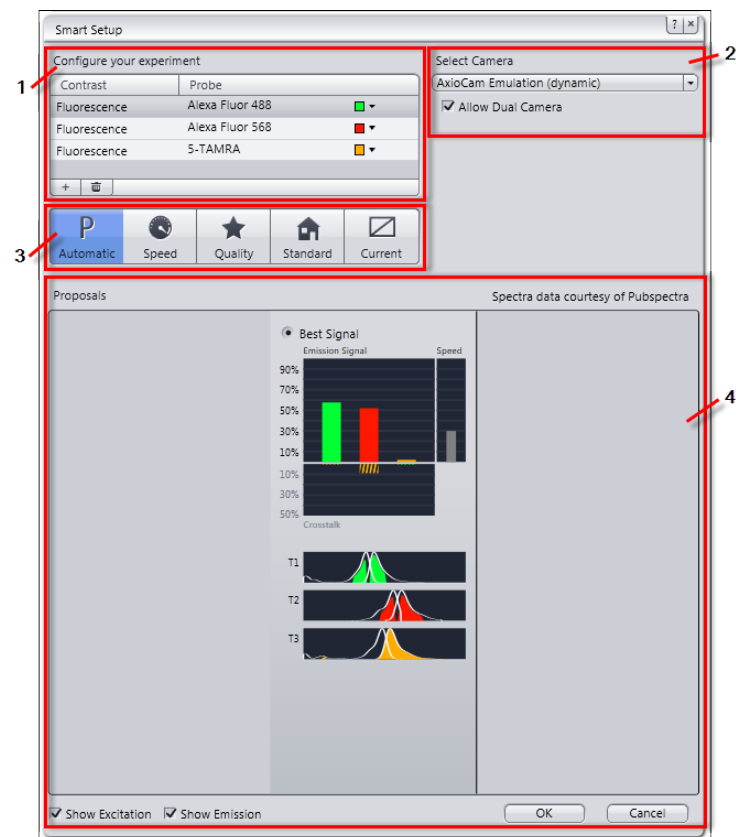 Smart Setup
? ×
Configure your experiment
Contrast Probe
Fluorescence Alexa Fluor 488
Fluorescence Alexa Fluor 568
Fluorescence 5-TAMRA
+
1
Select Camera
AxioCam Emulation (dynamic)
Allow Dual Camera
2
P
Automatic Speed Quality Standard Current
3
Proposals Spectra data courtesy of Pubspectra
Best Signal
Emission Signal Speed
90%
70%
50%
30%
10%
10%
30%
50%
Crosstalk
T1
T2
T3
4
Show Excitation Show Emission OK Cancel